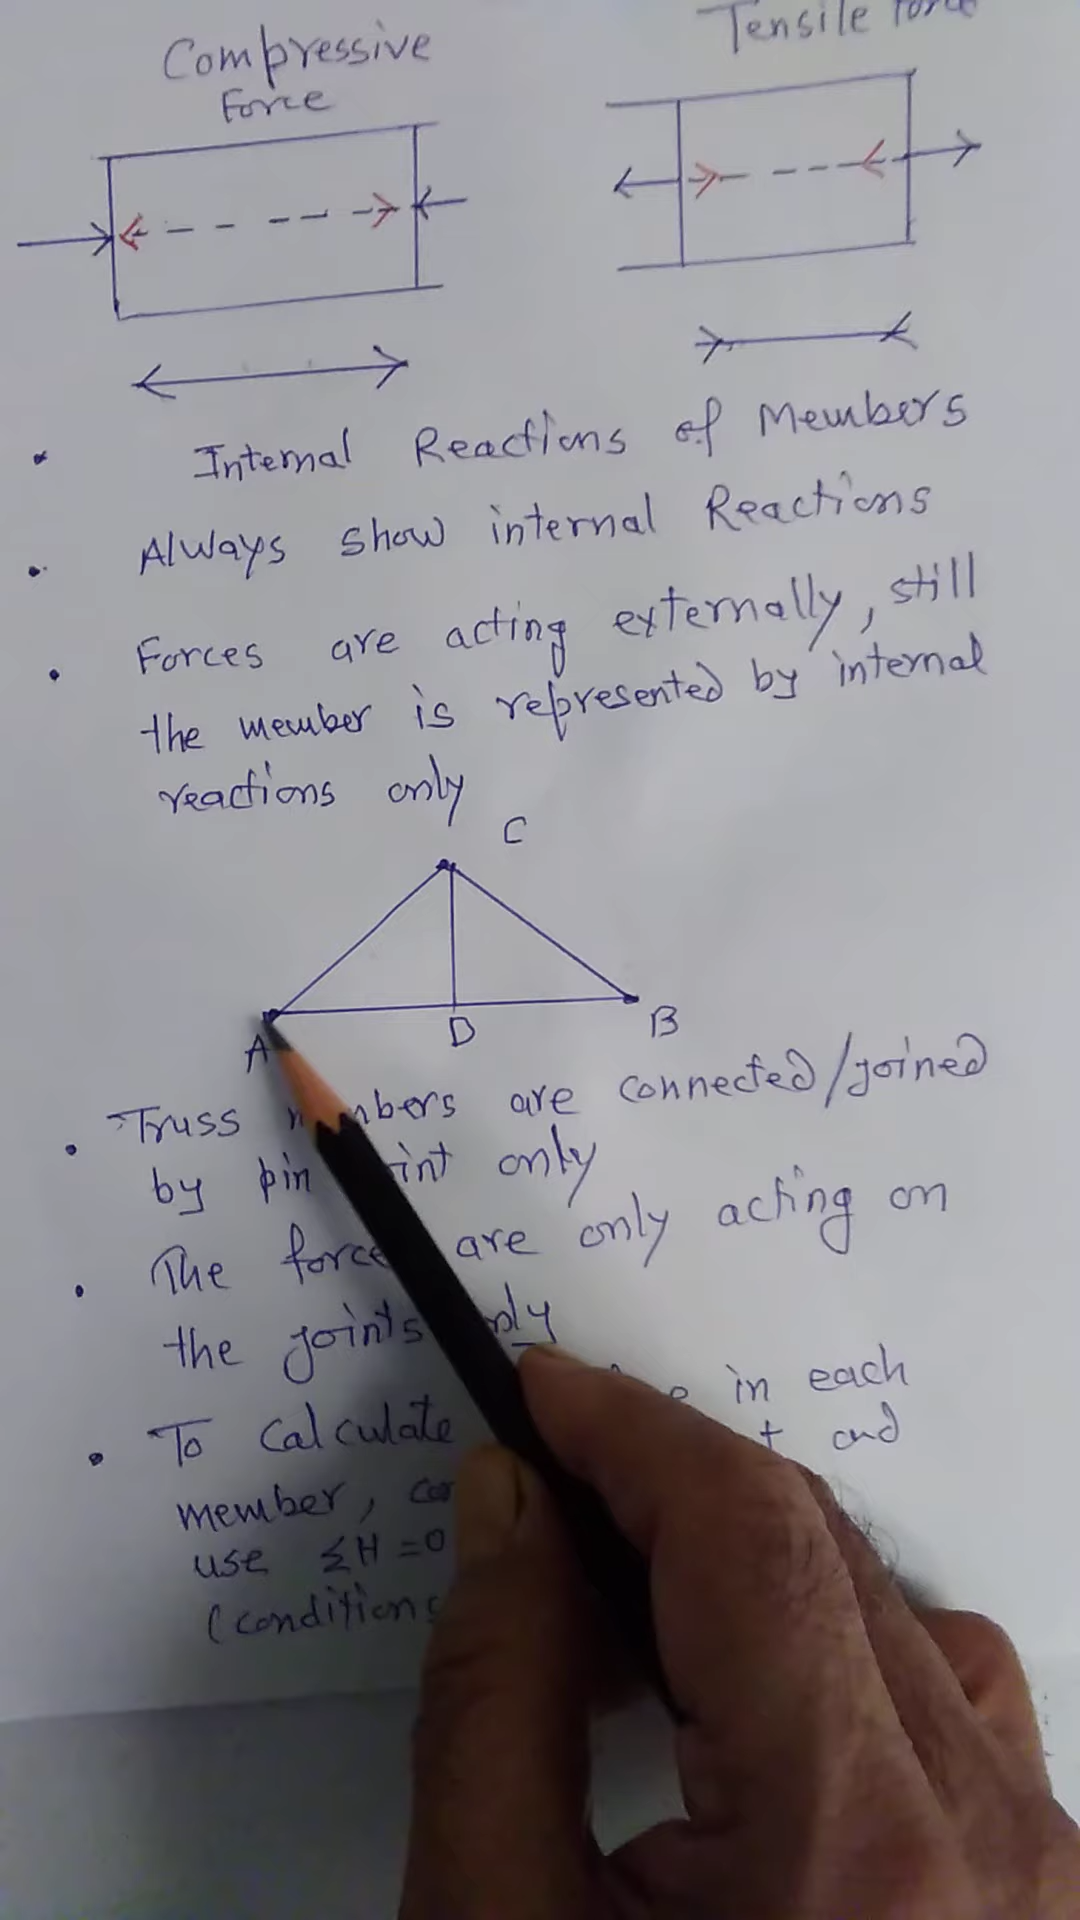 Compressive
Force
Tensile Force
Internal Reactions of Members
Always show internal Reactions
Forces are acting externally, still
the member is represented by internal
reactions only
C
A
D
B
Truss are connected/joined
by pin only
The are only acting on
the joints only
To Calculate in each
member, and
use ΣH=0